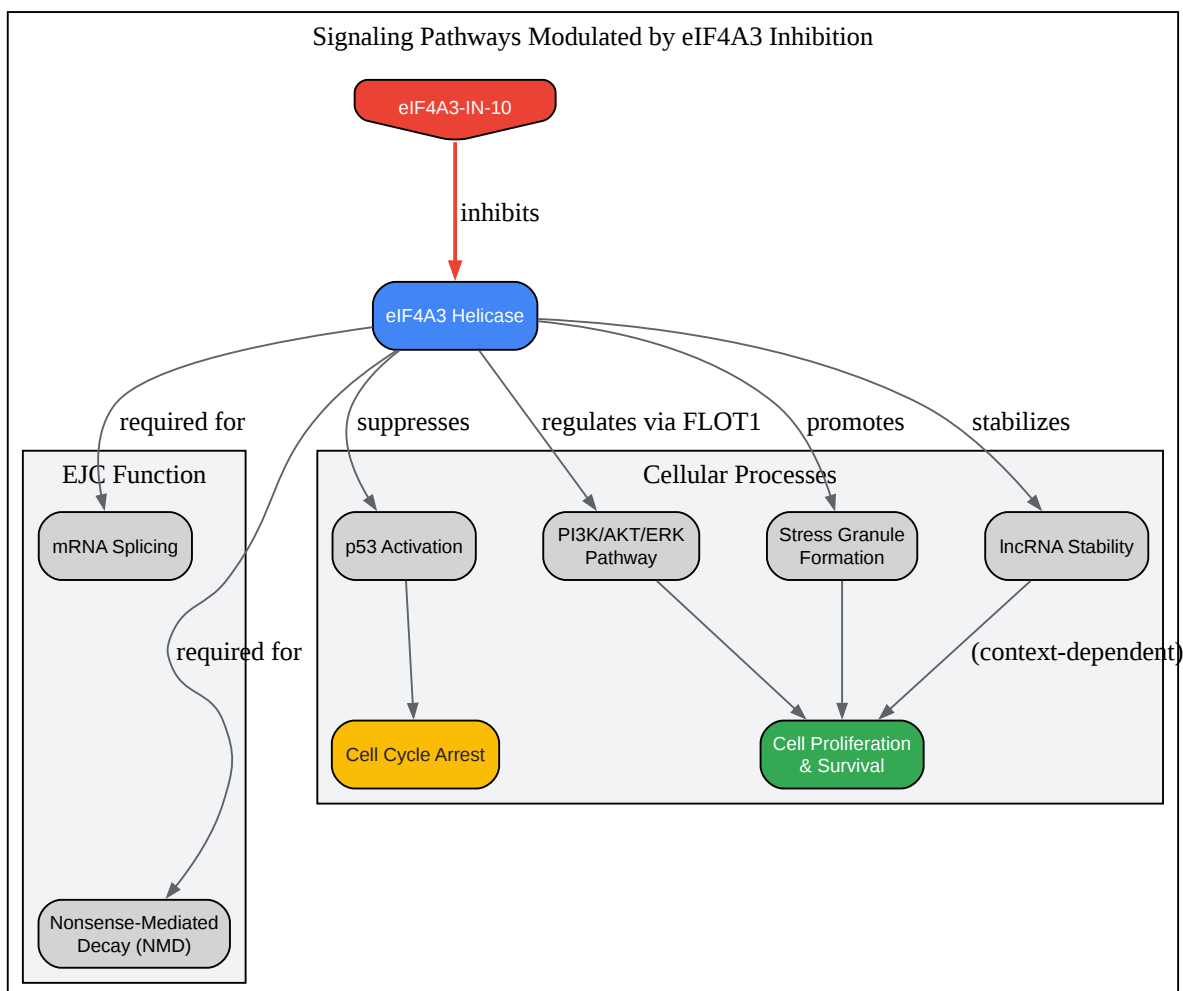 Signaling Pathways Modulated by eIF4A3 Inhibition
eIF4A3-IN-10
inhibits
eIF4A3 Helicase
required for
suppresses
regulates via FLOT1
promotes
stabilizes
EJC Function
Cellular Processes
mRNA Splicing
p53 Activation
PI3K/AKT/ERK
Pathway
Stress Granule
Formation
lncRNA Stability
required for
(context-dependent)
Cell Cycle Arrest
Cell Proliferation
& Survival
Nonsense-Mediated
Decay (NMD)